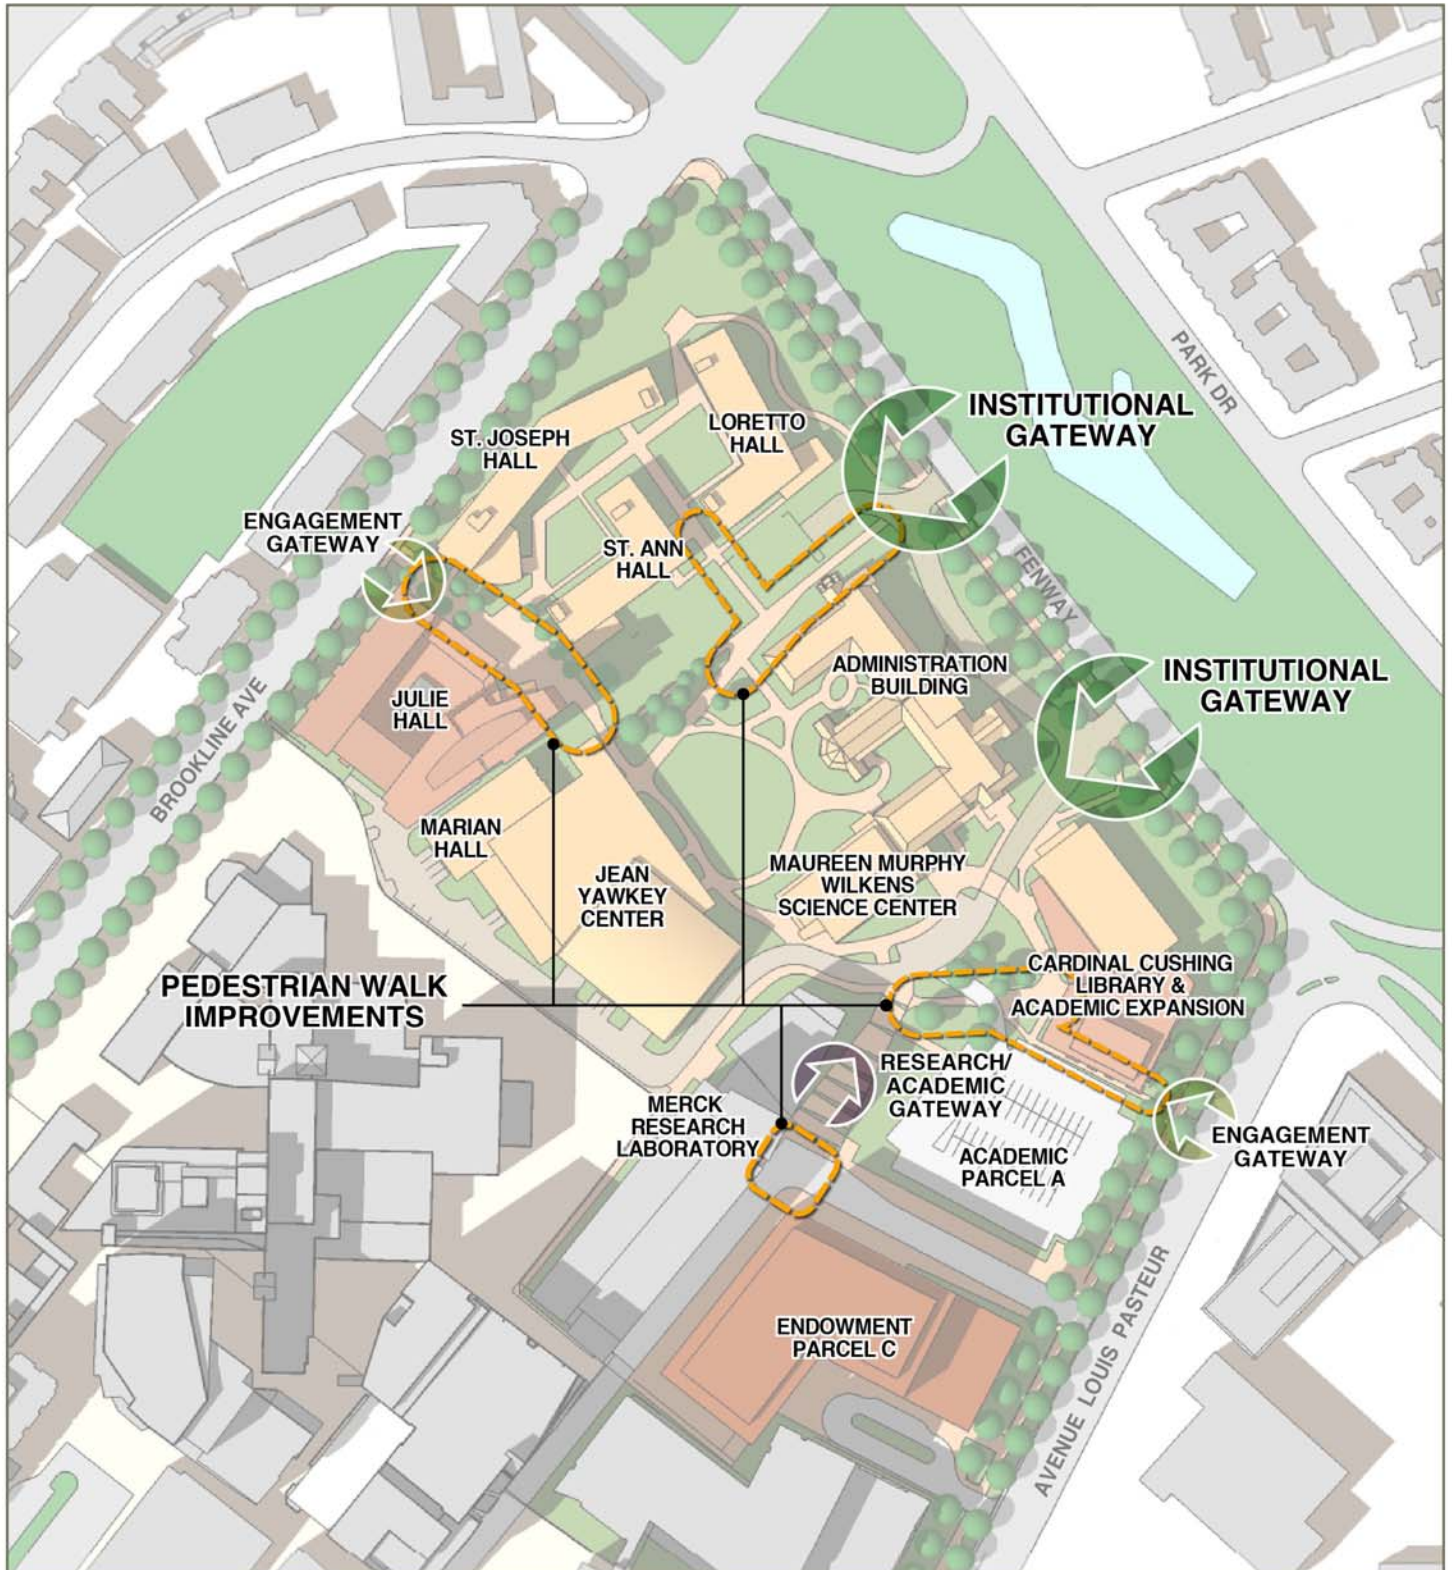 PARK DR
INSTITUTIONAL
GATEWAY
LORETTO
HALL
ST. JOSEPH
HALL
ENGAGEMENT
GATEWAY
ST. ANN
HALL
FENWAY
ADMINISTRATION
BUILDING
INSTITUTIONAL
GATEWAY
JULIE
HALL
BROOKLINE AVE
MARIAN
HALL
JEAN
YAWKEY
CENTER
MAUREEN MURPHY
WILKENS
SCIENCE CENTER
PEDESTRIAN WALK
IMPROVEMENTS
CARDINAL CUSHING
LIBRARY &
ACADEMIC EXPANSION
RESEARCH/
ACADEMIC
GATEWAY
MERCK
RESEARCH
LABORATORY
ACADEMIC
PARCEL A
ENGAGEMENT
GATEWAY
ENDOWMENT
PARCEL C
AVENUE LOUIS PASTEUR